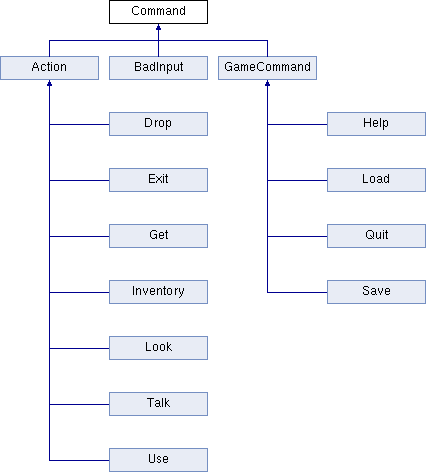 Command
Action
BadInput
GameCommand
Drop
Help
Exit
Load
Get
Quit
Inventory
Save
Look
Talk
Use